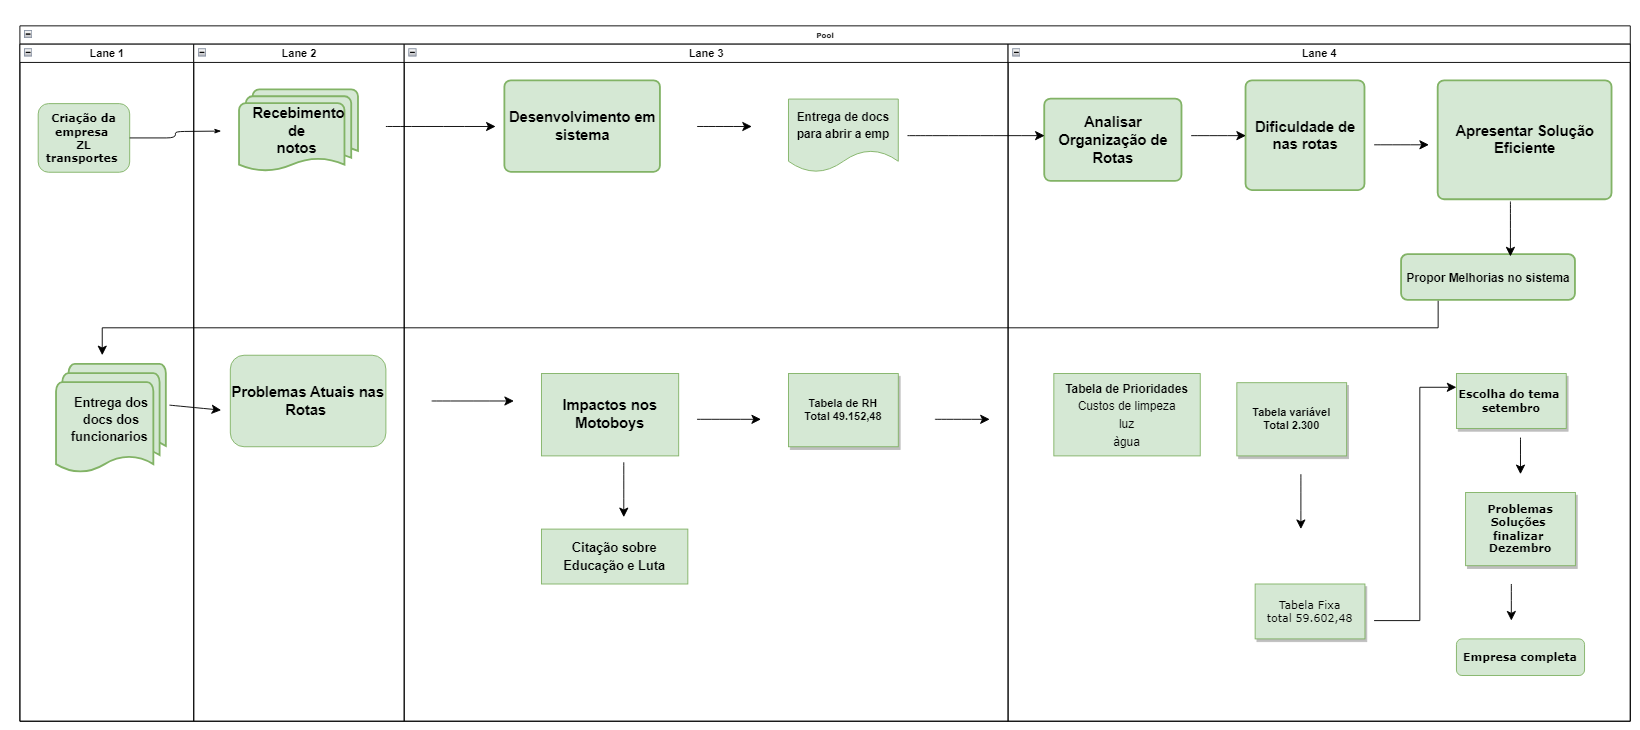 Pool
Lane 1
Lane 2
Lane 3
Lane 4
Criação da
empresa
ZL
transportes
Recebimento
de
notos
Desenvolvimento em
sistema
Entrega de docs
para abrir a emp
Analisar
Organização de
Rotas
Dificuldade de
nas rotas
Apresentar Solução
Eficiente
Propor Melhorias no sistema
Entrega dos
docs dos
funcionarios
Problemas Atuais nas
Rotas
Impactos nos
Motoboys
Citação sobre
Educação e Luta
Tabela de RH
Total 49.152,48
Tabela de Prioridades
Custos de limpeza
luz
àgua
Tabela variável
Total 2.300
Tabela Fixa
total 59.602,48
Escolha do tema
setembro
Problemas
Soluções
finalizar
Dezembro
Empresa completa